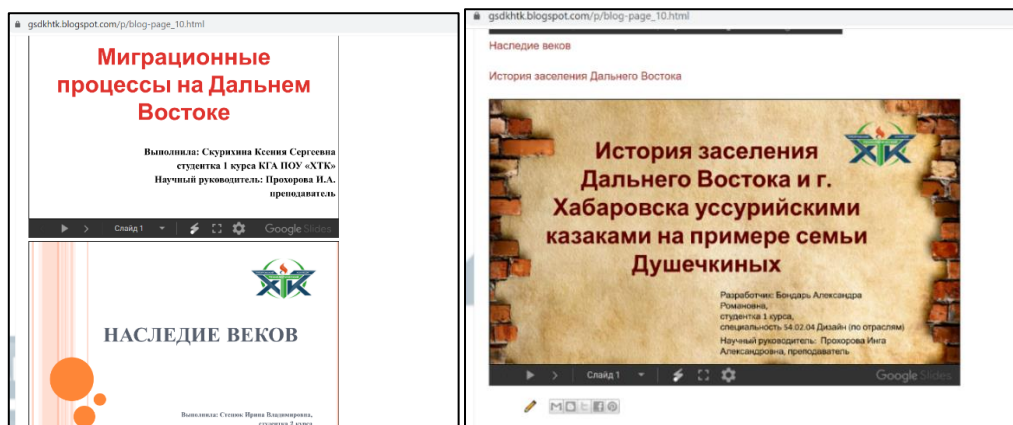 gsdkhtk.blogspot.com/p/blog-page_10.html
Миграционные
процессы на Дальнем
Востоке
Выполнила: Скурихина Ксения Сергеевна
студентка 1 курса КГА ПОУ «ХТК»
Научный руководитель: Прохорова И.А.
преподаватель
Слайд 1
Google Slides
ХТК
НАСЛЕДИЕ ВЕКОВ
Выполнила: Стенюк Ирина Владимировна,
студентка 2 курса
gsdkhtk.blogspot.com/p/blog-page_10.html
Наследие веков
История заселения Дальнего Востока
ХТК
История заселения
Дальнего Востока и г.
Хабаровска уссурийскими
казаками на примере семьи
Душечкиных
Разработчик: Бондарь Александра
Романовна,
студентка 1 курса,
специальность 54.02.04 Дизайн (по отраслям)
Научный руководитель: Прохорова Инга
Александровна, преподаватель
Слайд 1
Google Slides